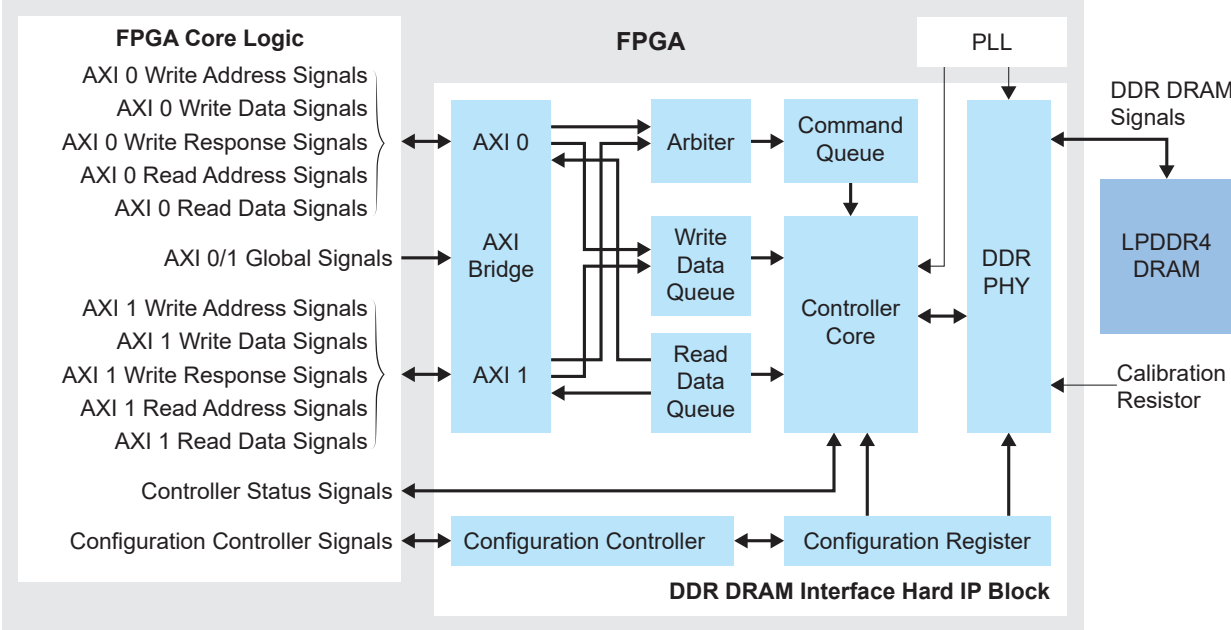 FPGA Core Logic
AXI 0 Write Address Signals
AXI 0 Write Data Signals
AXI 0 Write Response Signals
AXI 0 Read Address Signals
AXI 0 Read Data Signals
AXI 0/1 Global Signals
AXI 1 Write Address Signals
AXI 1 Write Data Signals
AXI 1 Write Response Signals
AXI 1 Read Address Signals
AXI 1 Read Data Signals
Controller Status Signals
Configuration Controller Signals
FPGA
PLL
AXI 0
AXI
Bridge
AXI 1
Arbiter
Command
Queue
Write
Data
Queue
Read
Data
Queue
Controller
Core
DDR
PHY
Configuration Controller
Configuration Register
DDR DRAM Interface Hard IP Block
DDR DRAM
Signals
LPDDR4
DRAM
Calibration
Resistor